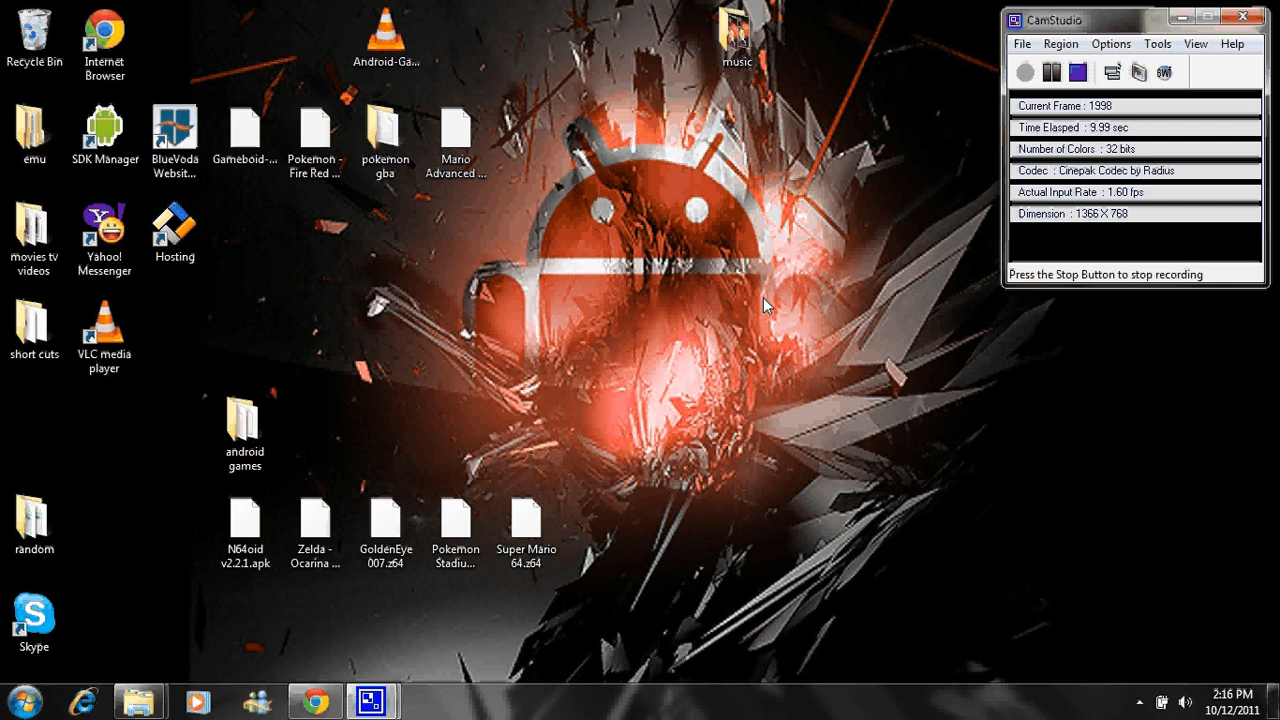 Recycle Bin
Internet
Browser
Android-Ga...
music
emu
SDK Manager
BlueVoda
Websit...
Gameboid-...
Pokemon -
Fire Red ...
pokemon
gba
Mario
Advanced ...
movies tv
videos
Yahoo!
Messenger
Hosting
short cuts
VLC media
player
android
games
random
N64oid
v2.2.1.apk
Zelda -
Ocarina ...
GoldenEye
007.z64
Pokemon
Stadiu...
Super Mario
64.z64
Skype
CamStudio
File Region Options Tools View Help
Current Frame : 1998
Time Elasped : 9.99 sec
Number of Colors : 32 bits
Codec : Cinepak Codec by Radius
Actual Input Rate : 1.60 fps
Dimension : 1366 X 768
Press the Stop Button to stop recording
2:16 PM
10/12/2011